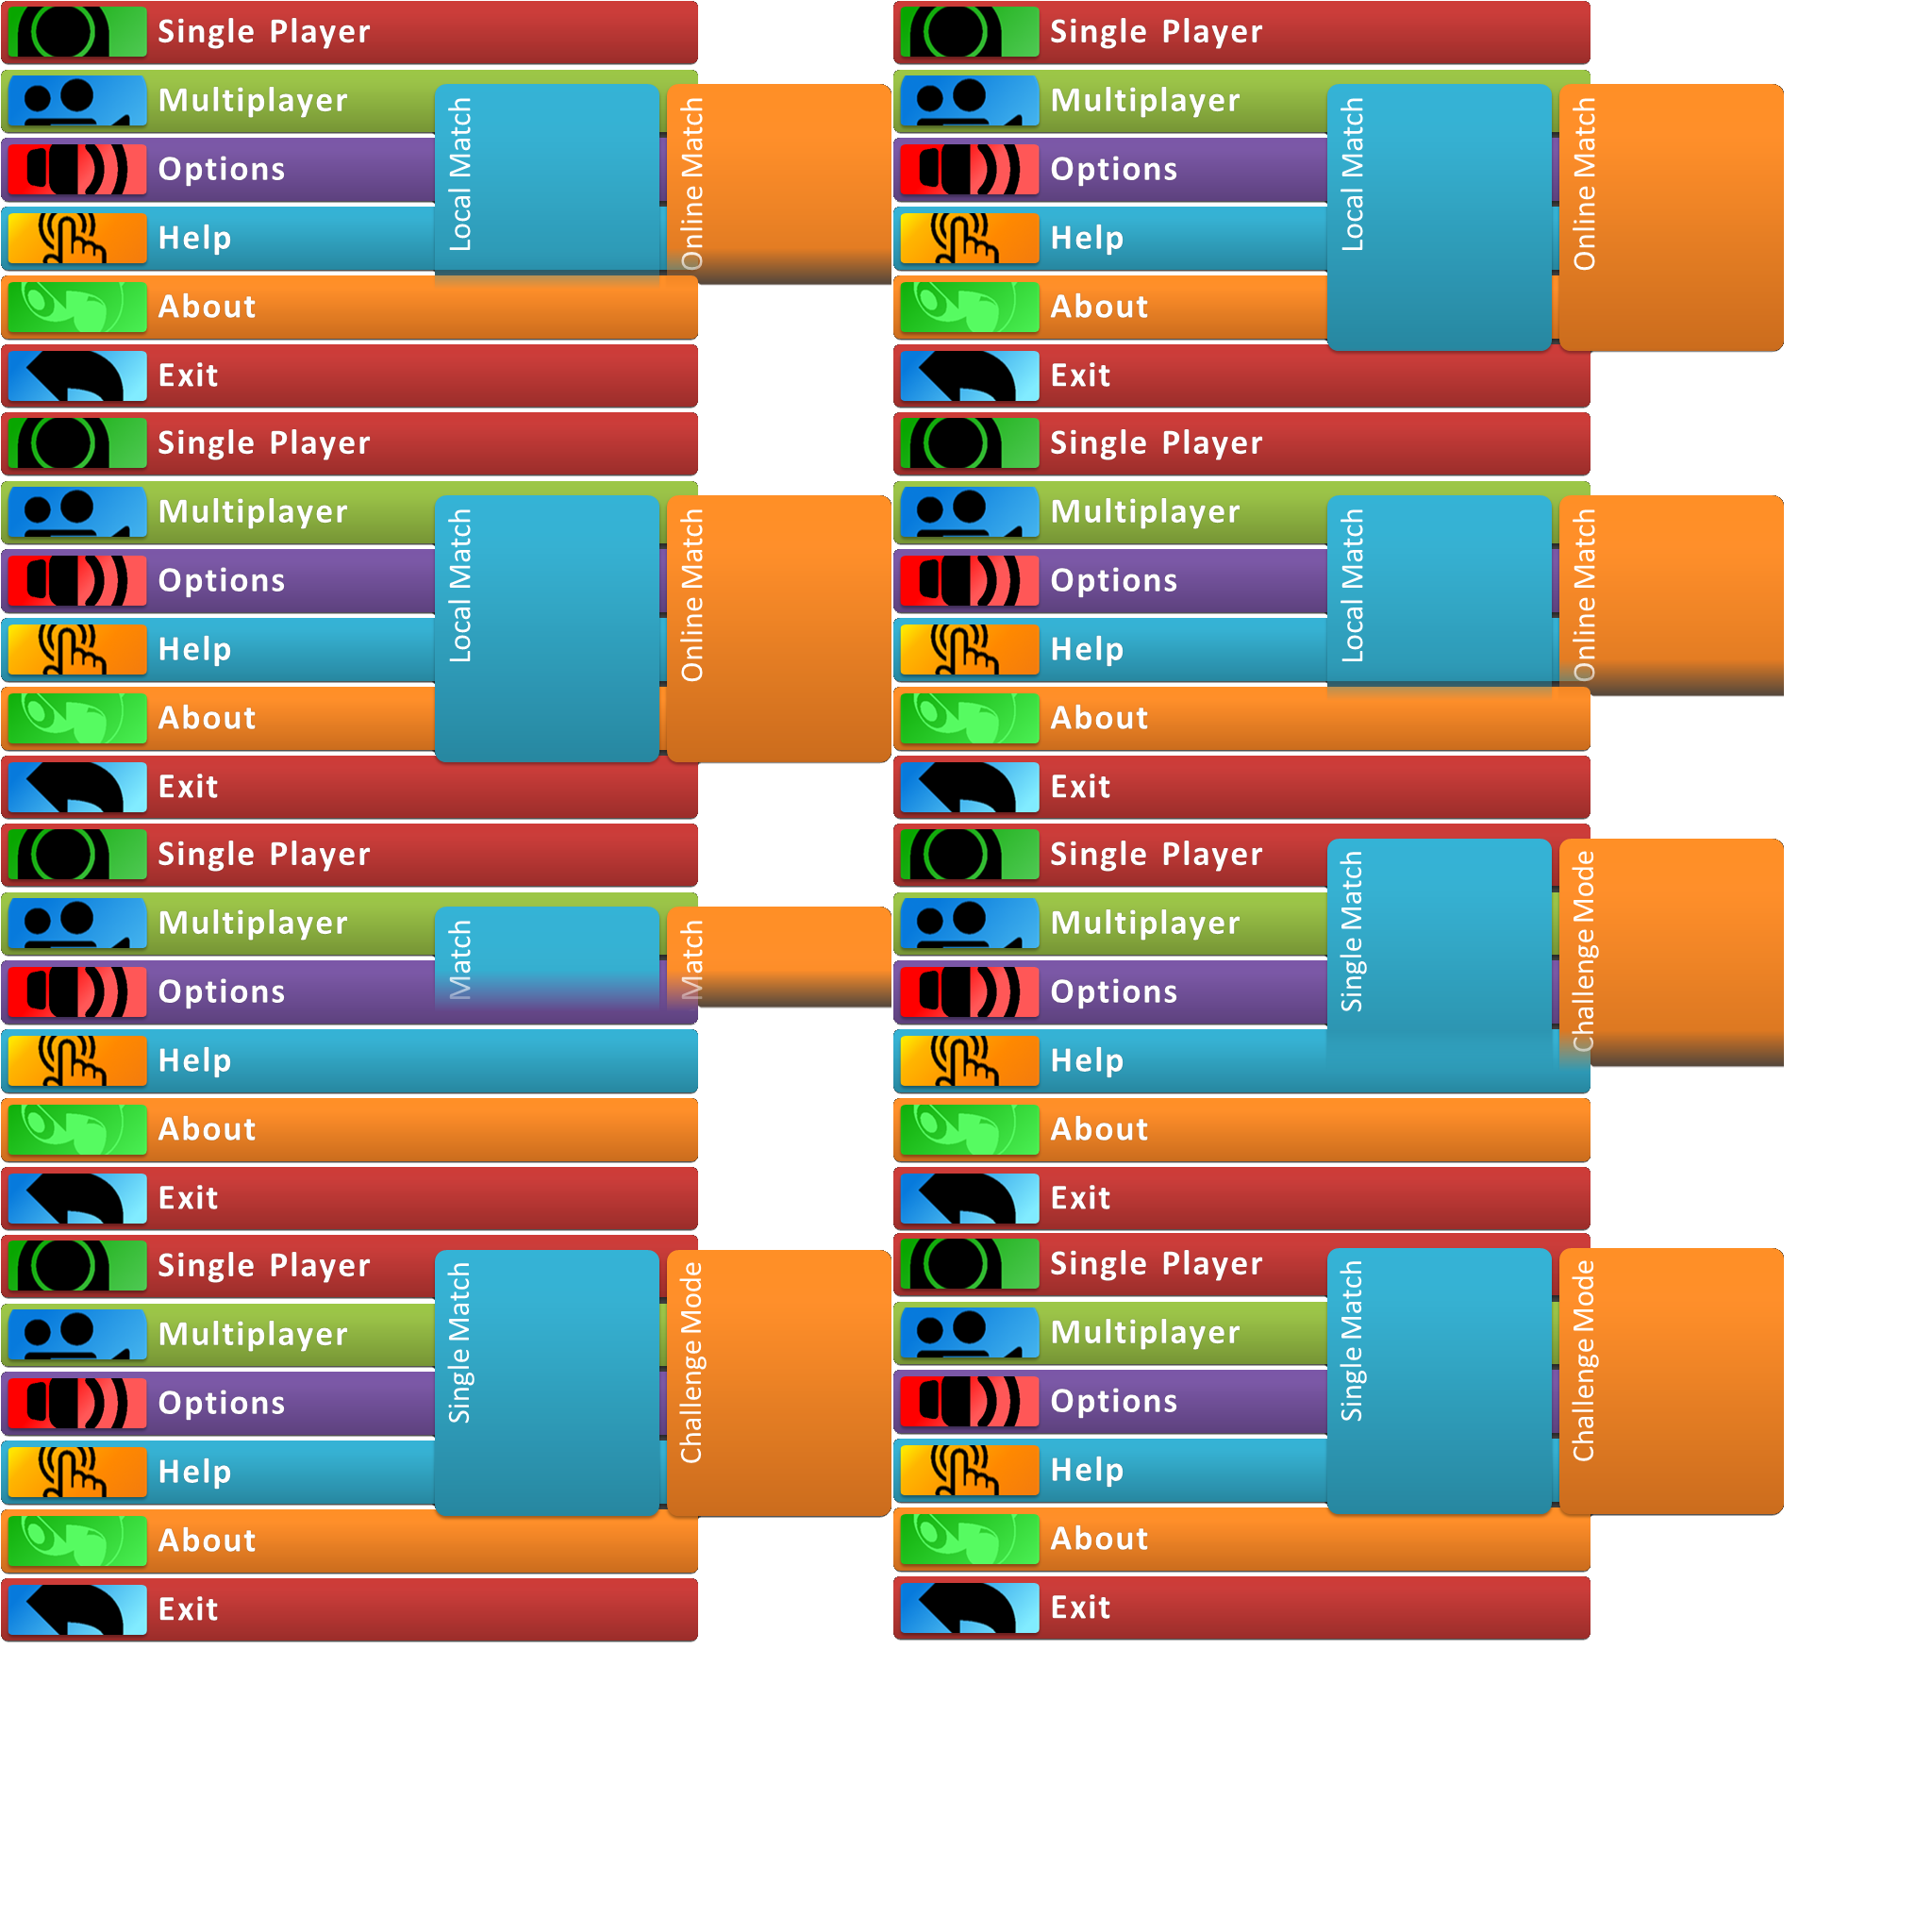 Single Player
Multiplayer
Options
Help
About
Exit
Local Match
Online Match
Single Player
Multiplayer
Options
Help
About
Exit
Local Match
Online Match
Single Player
Multiplayer
Options
Help
About
Exit
Local Match
Online Match
Single Player
Multiplayer
Options
Help
About
Exit
Local Match
Online Match
Single Player
Multiplayer
Options
Help
About
Exit
Match
Match
Single Player
Multiplayer
Options
Help
About
Exit
Single Match
Challenge Mode
Single Player
Multiplayer
Options
Help
About
Exit
Single Match
Challenge Mode
Single Player
Multiplayer
Options
Help
About
Exit
Single Match
Challenge Mode